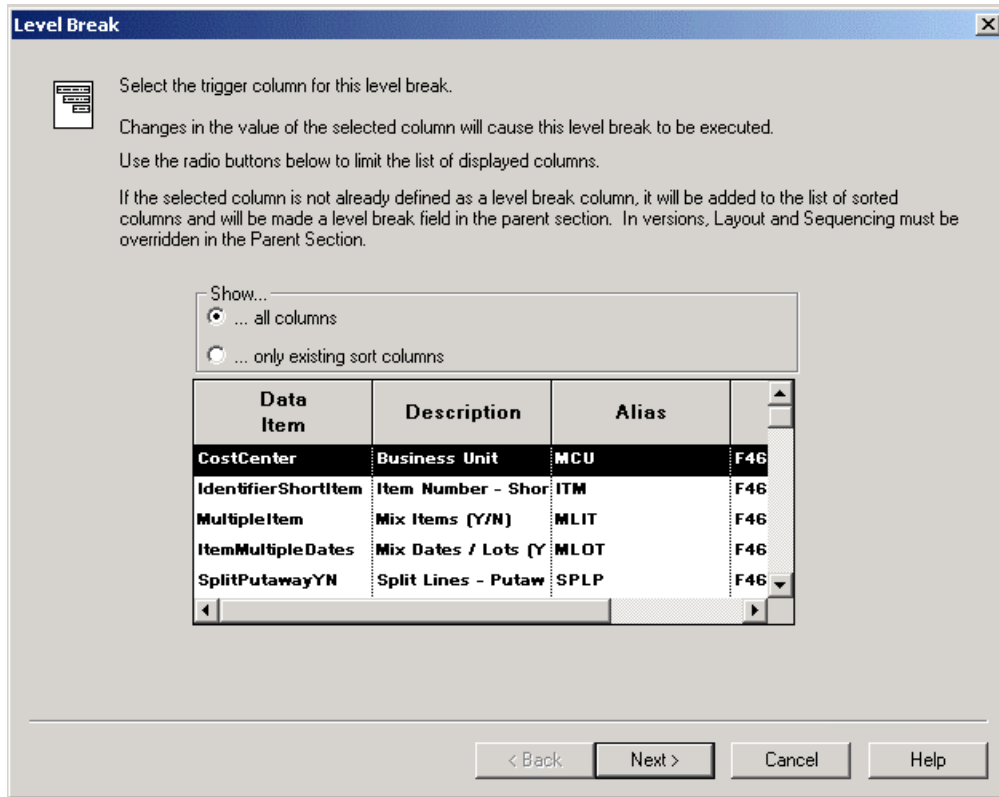 Level Break
Select the trigger column for this level break.
Changes in the value of the selected column will cause this level break to be executed.
Use the radio buttons below to limit the list of displayed columns.
If the selected column is not already defined as a level break column, it will be added to the list of sorted
columns and will be made a level break field in the parent section. In versions, Layout and Sequencing must be
overridden in the Parent Section.
Show...
... all columns
... only existing sort columns
Data Item Description Alias
CostCenter Business Unit MCU F46
IdentifierShortItem Item Number - Shor ITM F46
MultipleItem Mix Items (Y/N) MLIT F46
ItemMultipleDates Mix Dates / Lots (Y MLOT F46
SplitPutawayYN Split Lines - Putaw SPLP F46
< Back Next > Cancel Help